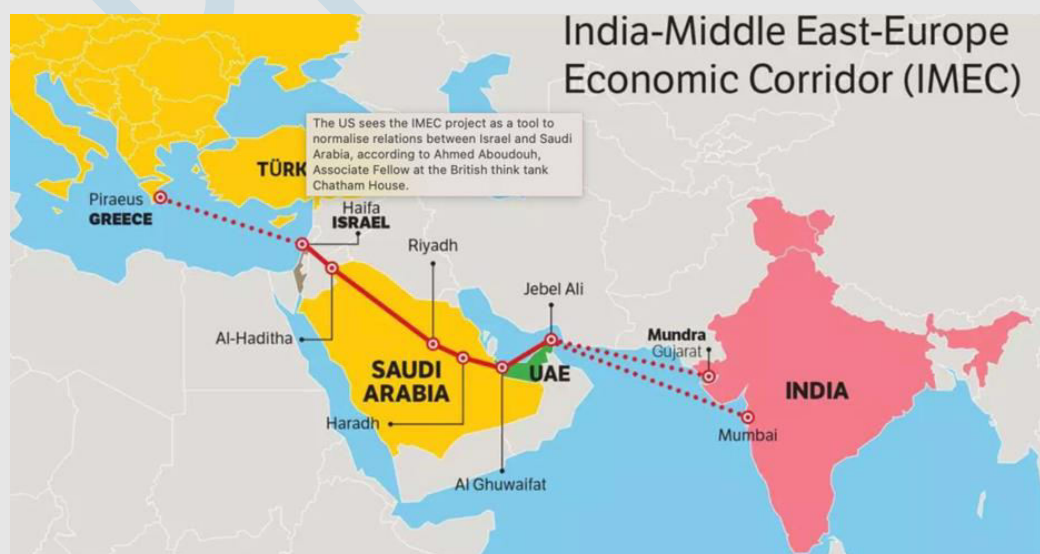 India-Middle East-Europe
Economic Corridor (IMEC)
The US sees the IMEC project as a tool to
normalise relations between Israel and Saudi
Arabia, according to Ahmed Aboudouh,
Associate Fellow at the British think tank
Chatham House.
TÜRK
Piraeus
GREECE
Haifa
ISRAEL
Riyadh
Jebel Ali
Al-Haditha
Mundra
Gujarat
SAUDI
ARABIA
UAE
INDIA
Haradh
Mumbai
Al Ghuwaifat